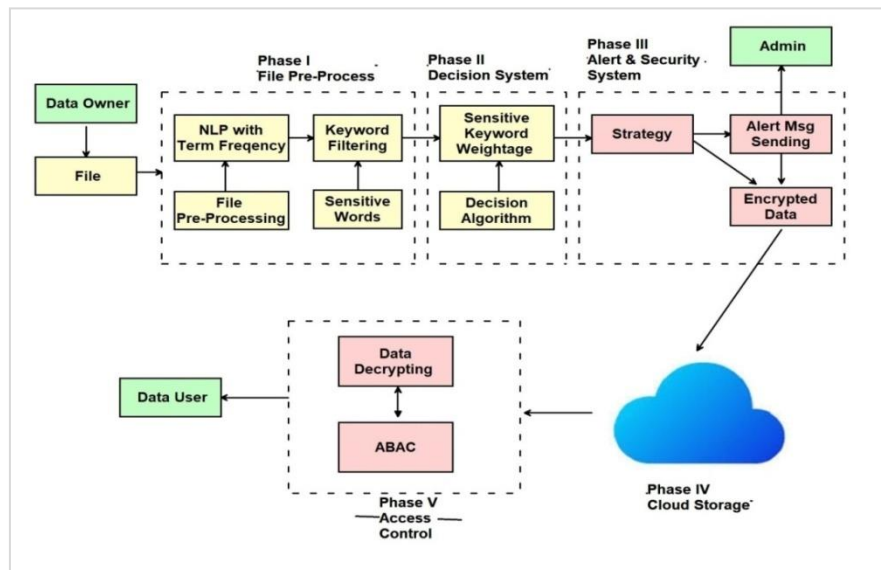 Phase I
File Pre-Process
Phase II
Decision System
Phase III
Alert & Security
System
Admin
Data Owner
File
NLP with
Term Freqency
Keyword
Filtering
File
Pre-Processing
Sensitive
Words
Sensitive
Keyword
Weightage
Decision
Algorithm
Strategy
Alert Msg
Sending
Encrypted
Data
Data
Decrypting
ABAC
Data User
Phase V
Access
Control
Phase IV
Cloud Storage